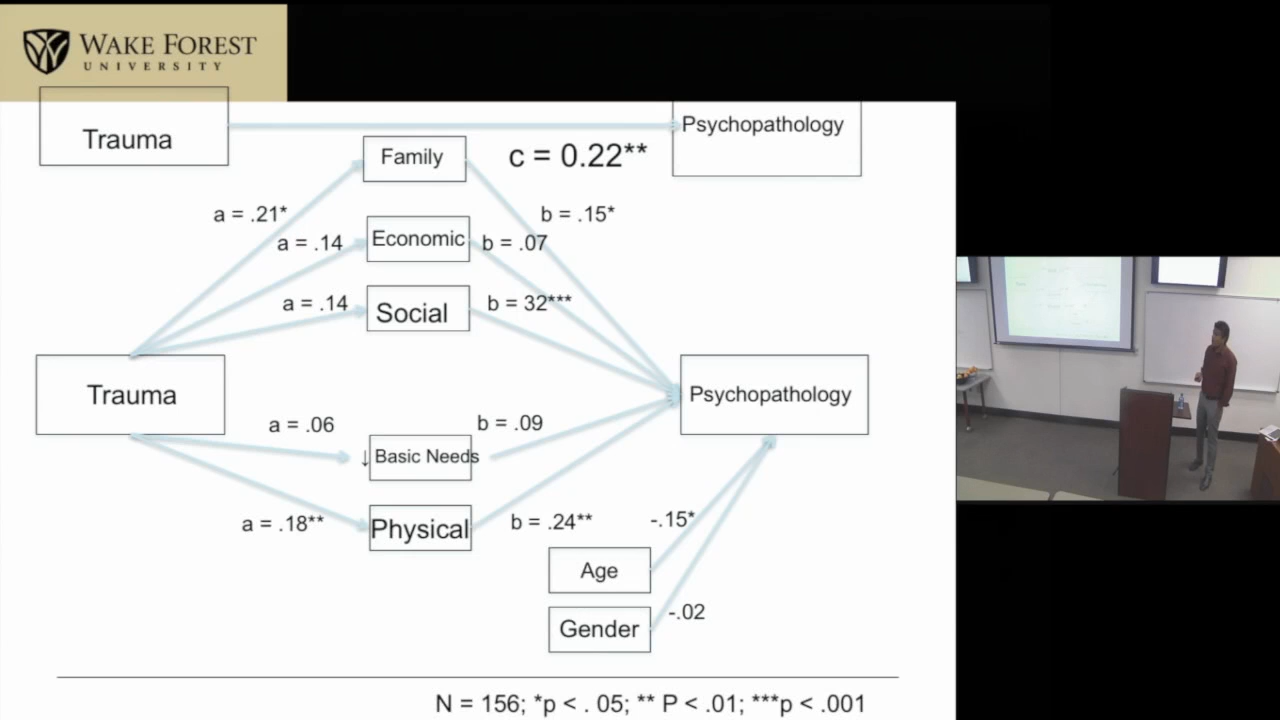 WAKE FOREST
UNIVERSITY
Trauma
Psychopathology
c = 0.22**
Family
a = .21*
b = .15*
a = .14
Economic
b = .07
a = .14
Social
b = 32***
Trauma
Psychopathology
a = .06
b = .09
↓ Basic Needs
a = .18**
Physical
b = .24**
-.15*
Age
Gender
-.02
N = 156; *p < . 05; ** P < .01; ***p < .001